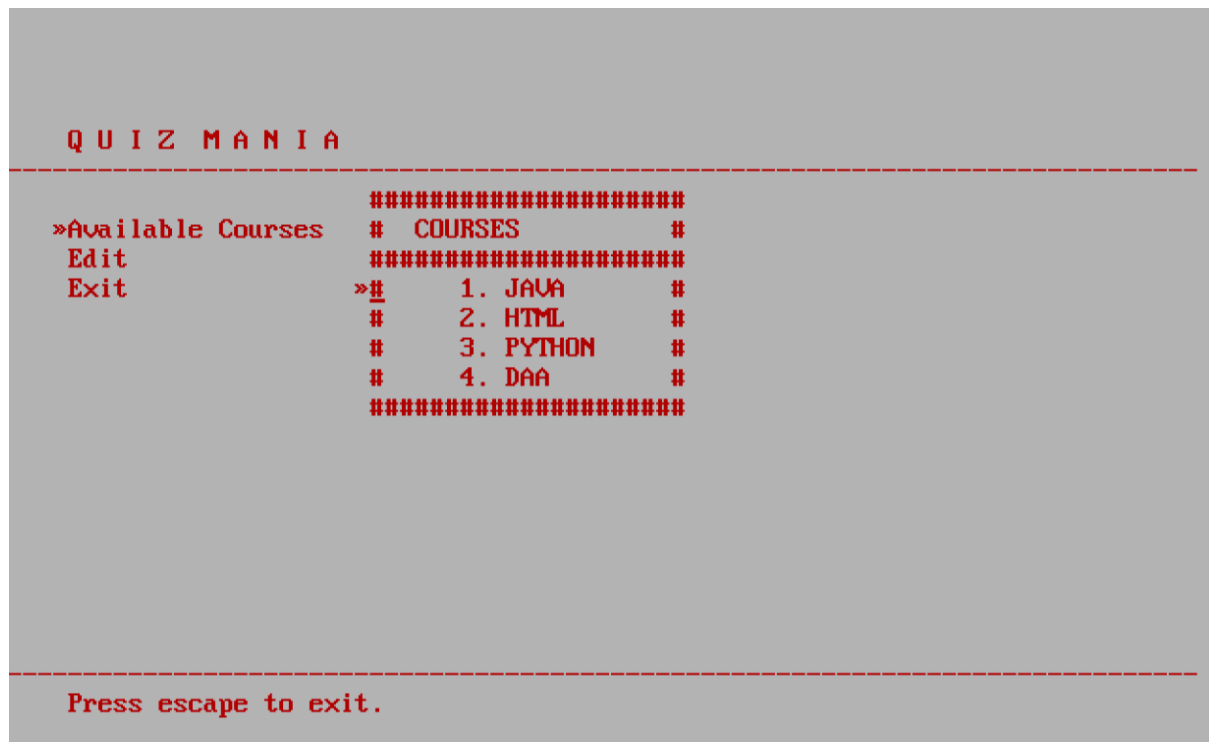 Q U I Z  M A N I A
--------------------------------------------------------------------------------
#####################
»Available Courses   #  COURSES          #
Edit                #####################
Exit               »#     1. JAVA       #
#     2. HTML       #
#     3. PYTHON     #
#     4. DAA        #
#####################
--------------------------------------------------------------------------------
Press escape to exit.